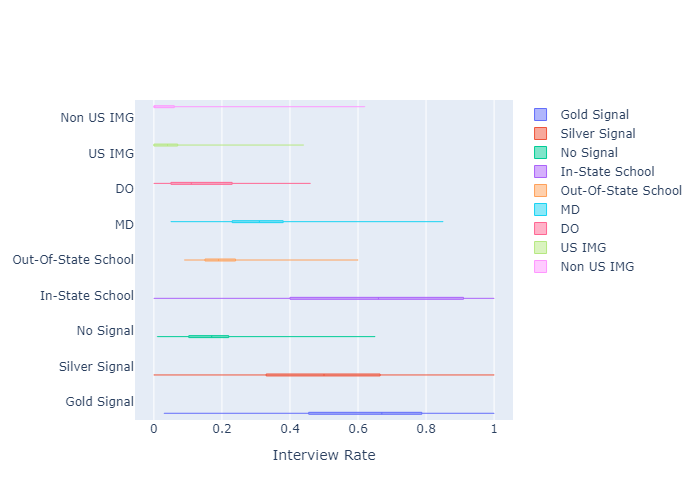 Non US IMG
US IMG
DO
MD
Out-Of-State School
In-State School
No Signal
Silver Signal
Gold Signal
0
0.2
0.4
0.6
0.8
1
Interview Rate
Gold Signal
Silver Signal
No Signal
In-State School
Out-Of-State School
MD
DO
US IMG
Non US IMG